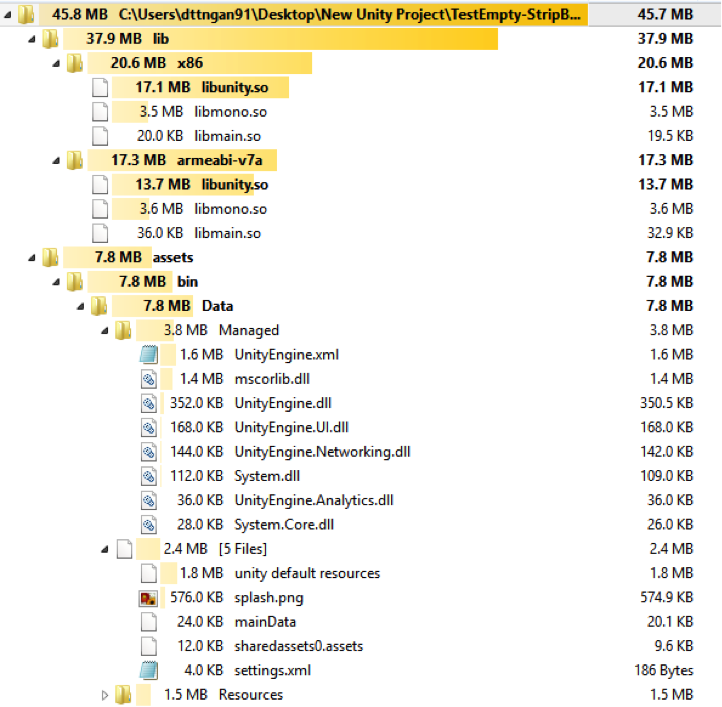 45.8 MB C:\Users\dttngan91\Desktop\New Unity Project\TestEmpty-StripB... 45.7 MB
37.9 MB lib 37.9 MB
20.6 MB x86 20.6 MB
17.1 MB libunity.so 17.1 MB
3.5 MB libmono.so 3.5 MB
20.0 KB libmain.so 19.5 KB
17.3 MB armeabi-v7a 17.3 MB
13.7 MB libunity.so 13.7 MB
3.6 MB libmono.so 3.6 MB
36.0 KB libmain.so 32.9 KB
7.8 MB assets 7.8 MB
7.8 MB bin 7.8 MB
7.8 MB Data 7.8 MB
3.8 MB Managed 3.8 MB
1.6 MB UnityEngine.xml 1.6 MB
1.4 MB mscorlib.dll 1.4 MB
352.0 KB UnityEngine.dll 350.5 KB
168.0 KB UnityEngine.UI.dll 168.0 KB
144.0 KB UnityEngine.Networking.dll 142.0 KB
112.0 KB System.dll 109.0 KB
36.0 KB UnityEngine.Analytics.dll 36.0 KB
28.0 KB System.Core.dll 26.0 KB
2.4 MB [5 Files] 2.4 MB
1.8 MB unity default resources 1.8 MB
576.0 KB splash.png 574.9 KB
24.0 KB mainData 20.1 KB
12.0 KB sharedassets0.assets 9.6 KB
4.0 KB settings.xml 186 Bytes
1.5 MB Resources 1.5 MB